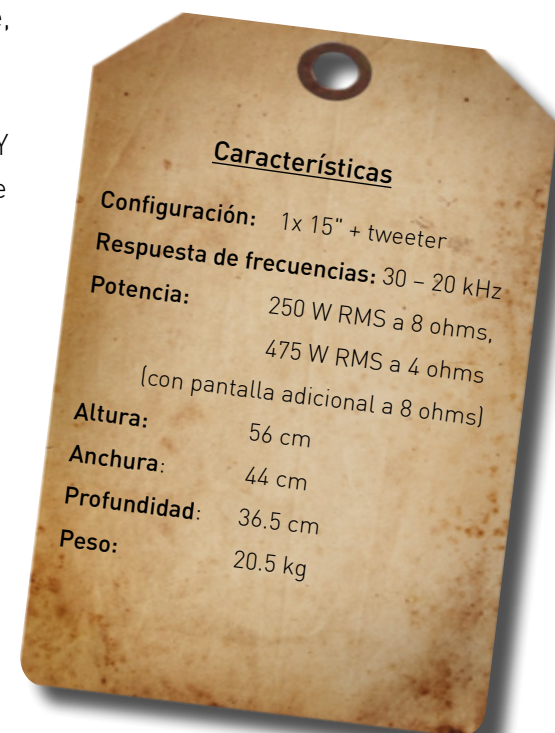 e,
Y
e
Características
Configuración: 1x 15" + tweeter
Respuesta de frecuencias: 30 – 20 kHz
Potencia: 250 W RMS a 8 ohms,
475 W RMS a 4 ohms
(con pantalla adicional a 8 ohms)
Altura: 56 cm
Anchura: 44 cm
Profundidad: 36.5 cm
Peso: 20.5 kg